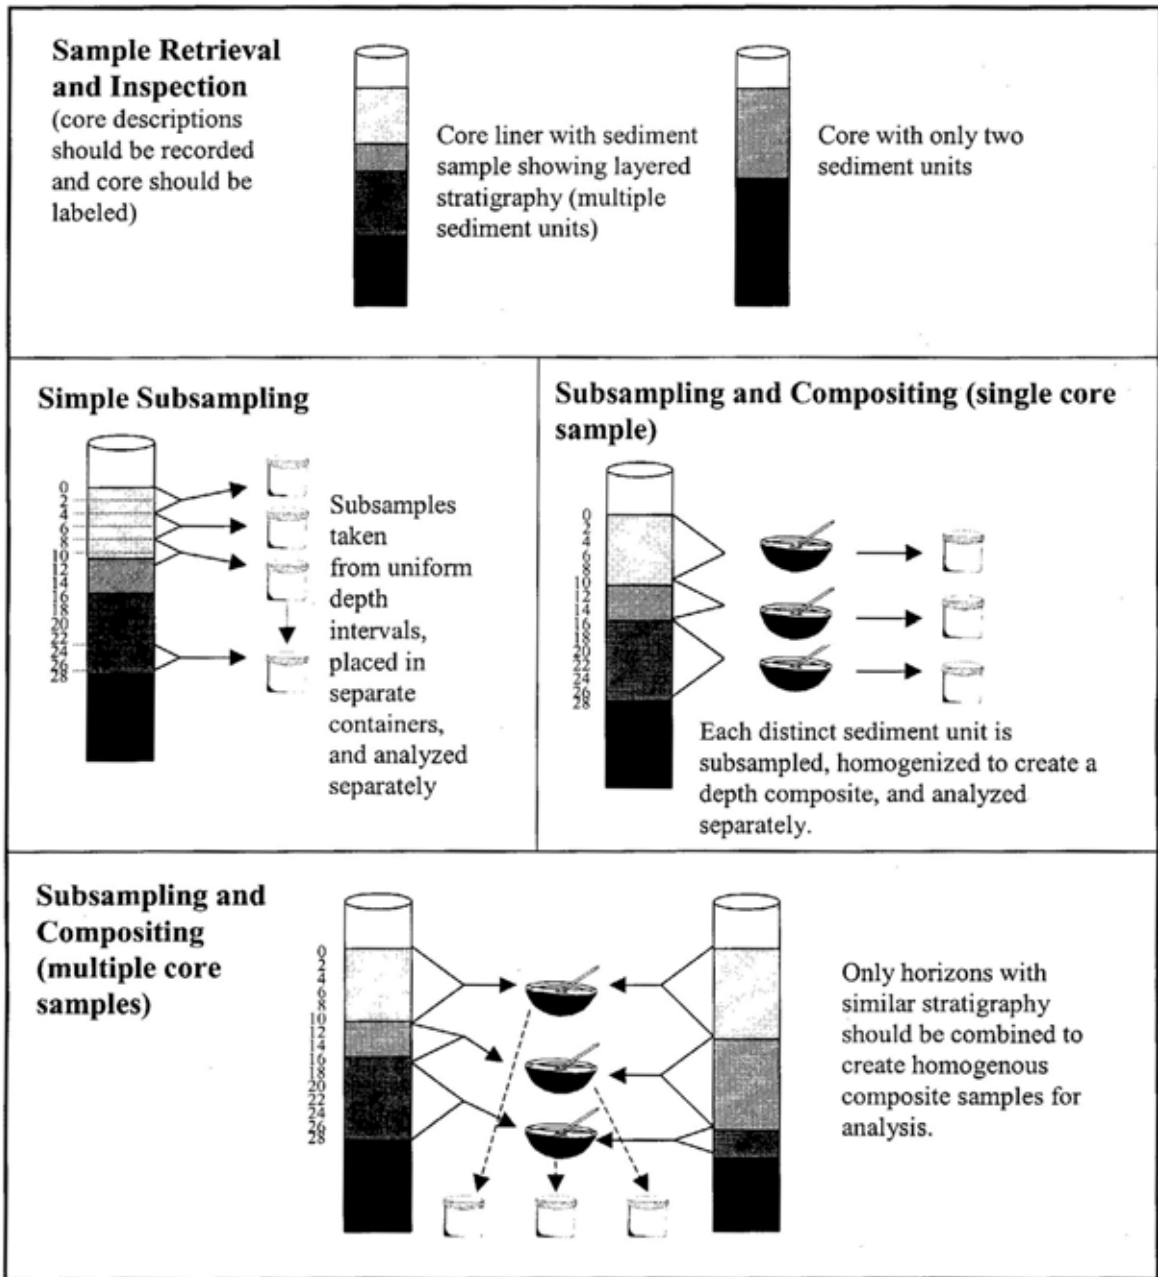 Sample Retrieval
and Inspection
(core descriptions
should be recorded
and core should be
labeled)
Core liner with sediment
sample showing layered
stratigraphy (multiple
sediment units)
Core with only two
sediment units
Simple Subsampling
0
2
4
6
8
10
12
14
16
18
20
22
24
26
28
Subsamples
taken
from uniform
depth
intervals,
placed in
separate
containers,
and analyzed
separately
Subsampling and Compositing (single core
sample)
0
2
4
6
8
10
12
14
16
18
20
22
24
26
28
Each distinct sediment unit is
subsampled, homogenized to create a
depth composite, and analyzed
separately.
Subsampling and
Compositing
(multiple core
samples)
0
2
4
6
8
10
12
14
16
18
20
22
24
26
28
Only horizons with
similar stratigraphy
should be combined to
create homogenous
composite samples for
analysis.